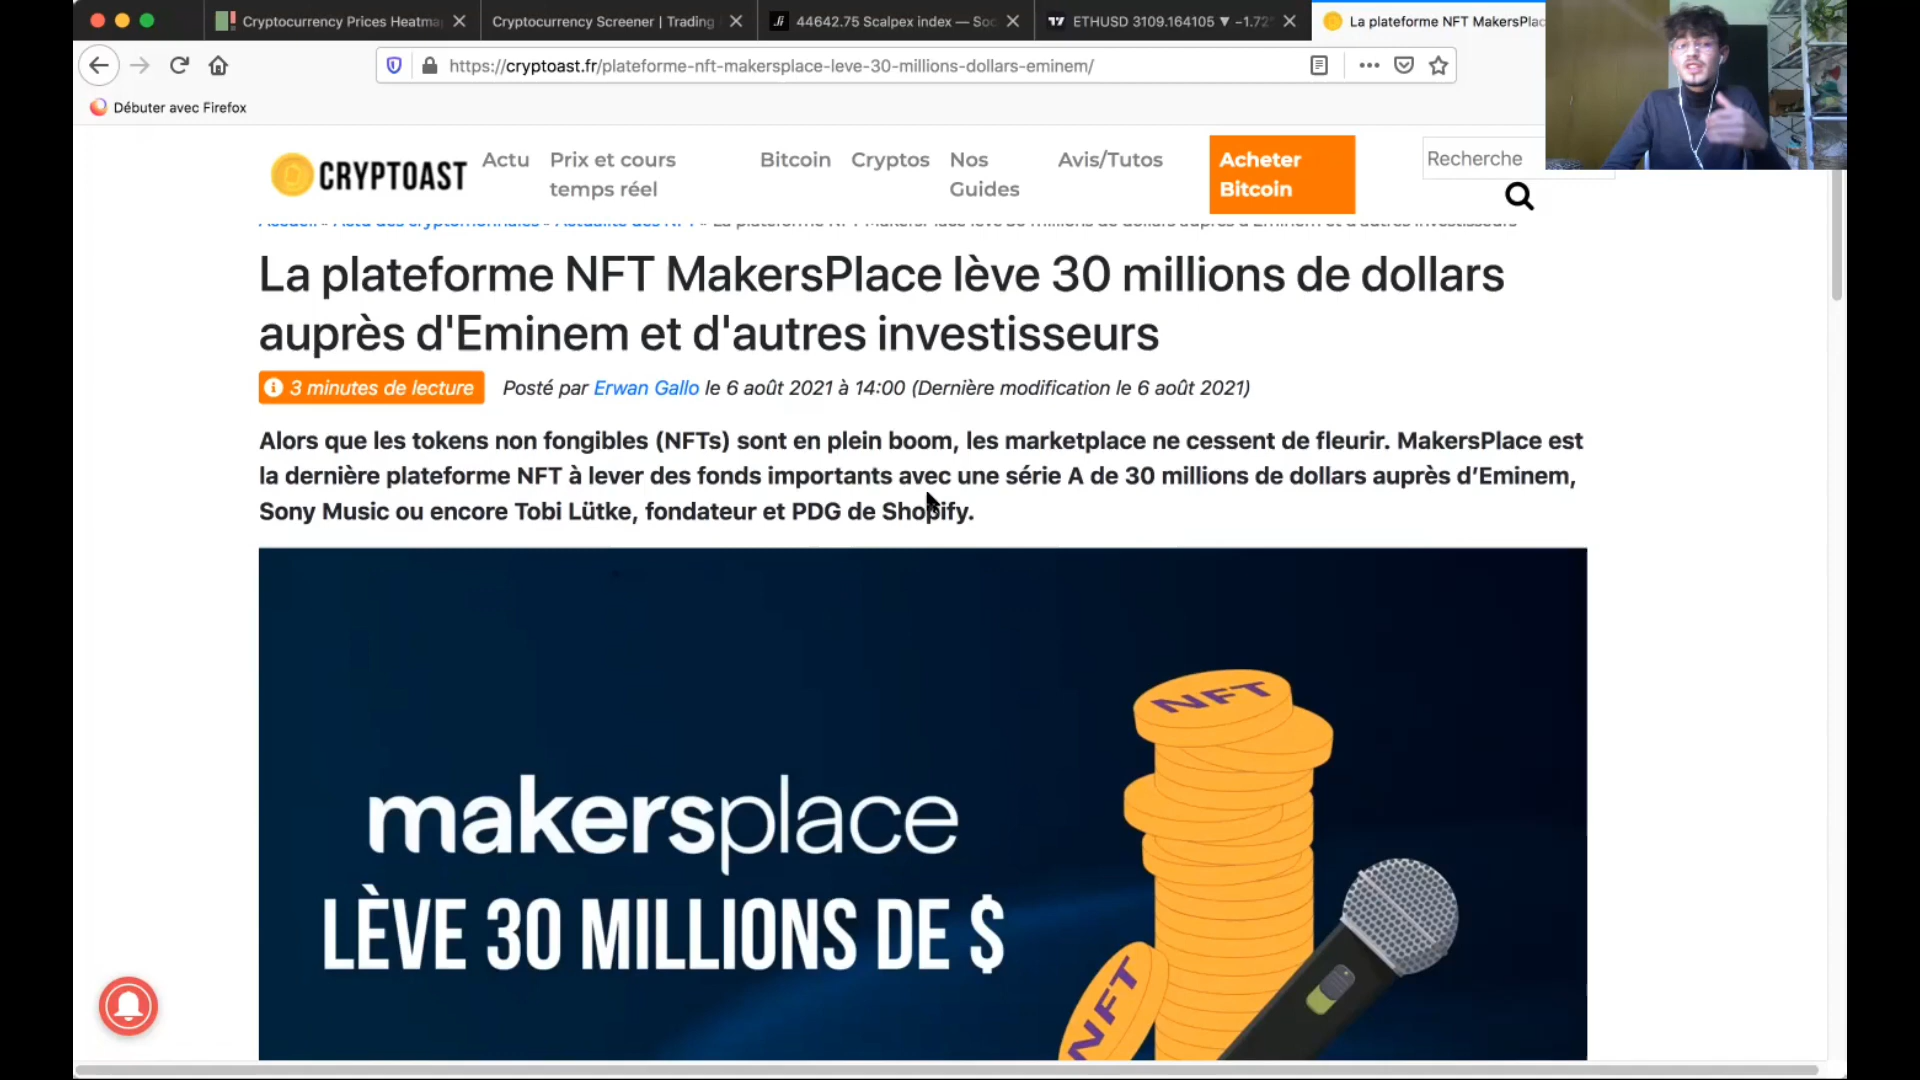 Cryptocurrency Prices Heatma
Cryptocurrency Screener | Trading
44642.75 Scalpex index — Soc
ETHUSD 3109.164105 ▼ −1.72
La plateforme NFT MakersPlac
https://cryptoast.fr/plateforme-nft-makersplace-leve-30-millions-dollars-eminem/
Débuter avec Firefox
CRYPTOAST
Actu
Prix et cours
temps réel
Bitcoin
Cryptos
Nos
Guides
Avis/Tutos
Acheter
Bitcoin
Recherche
La plateforme NFT MakersPlace lève 30 millions de dollars
auprès d'Eminem et d'autres investisseurs
3 minutes de lecture
Posté par Erwan Gallo le 6 août 2021 à 14:00 (Dernière modification le 6 août 2021)
Alors que les tokens non fongibles (NFTs) sont en plein boom, les marketplace ne cessent de fleurir. MakersPlace est
la dernière plateforme NFT à lever des fonds importants avec une série A de 30 millions de dollars auprès d’Eminem,
Sony Music ou encore Tobi Lütke, fondateur et PDG de Shopify.
NFT
makersplace
LÈVE 30 MILLIONS DE $
NFT